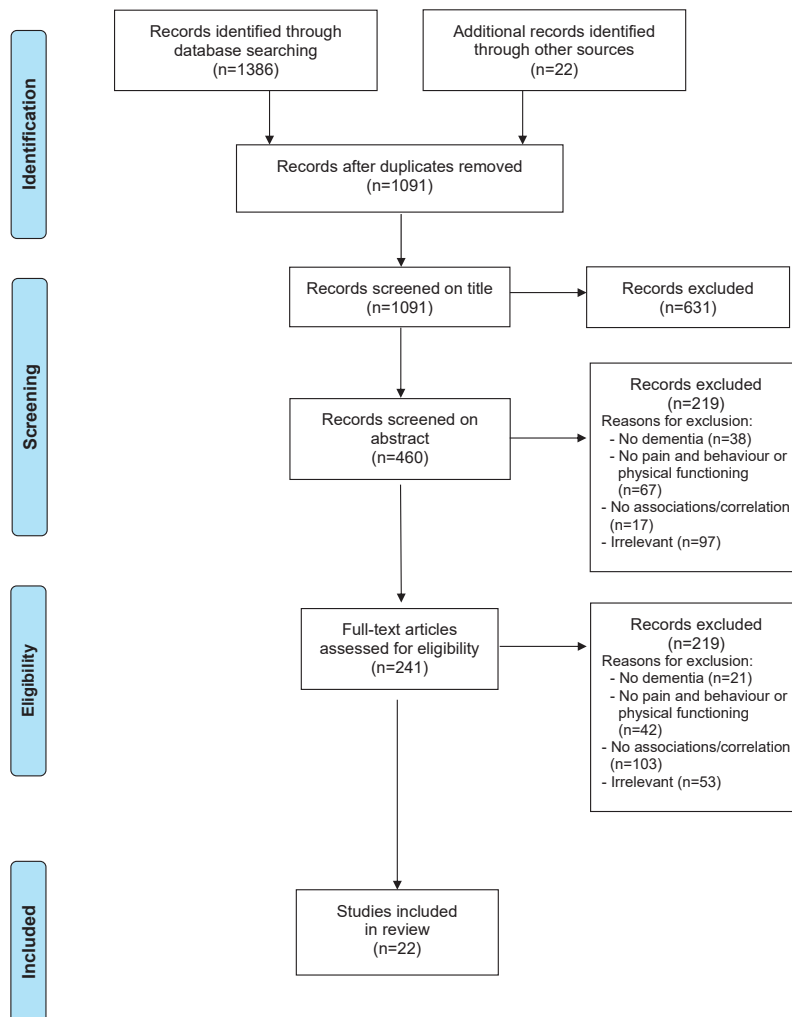 Identification
Records identified through
database searching
(n=1386)
Additional records identified
through other sources
(n=22)
Records after duplicates removed
(n=1091)
Screening
Records screened on title
(n=1091)
Records excluded
(n=631)
Records screened on
abstract
(n=460)
Records excluded
(n=219)
Reasons for exclusion:
- No dementia (n=38)
- No pain and behaviour or
physical functioning
(n=67)
- No associations/correlation
(n=17)
- Irrelevant (n=97)
Eligibility
Full-text articles
assessed for eligibility
(n=241)
Records excluded
(n=219)
Reasons for exclusion:
- No dementia (n=21)
- No pain and behaviour or
physical functioning
(n=42)
- No associations/correlation
(n=103)
- Irrelevant (n=53)
Included
Studies included
in review
(n=22)